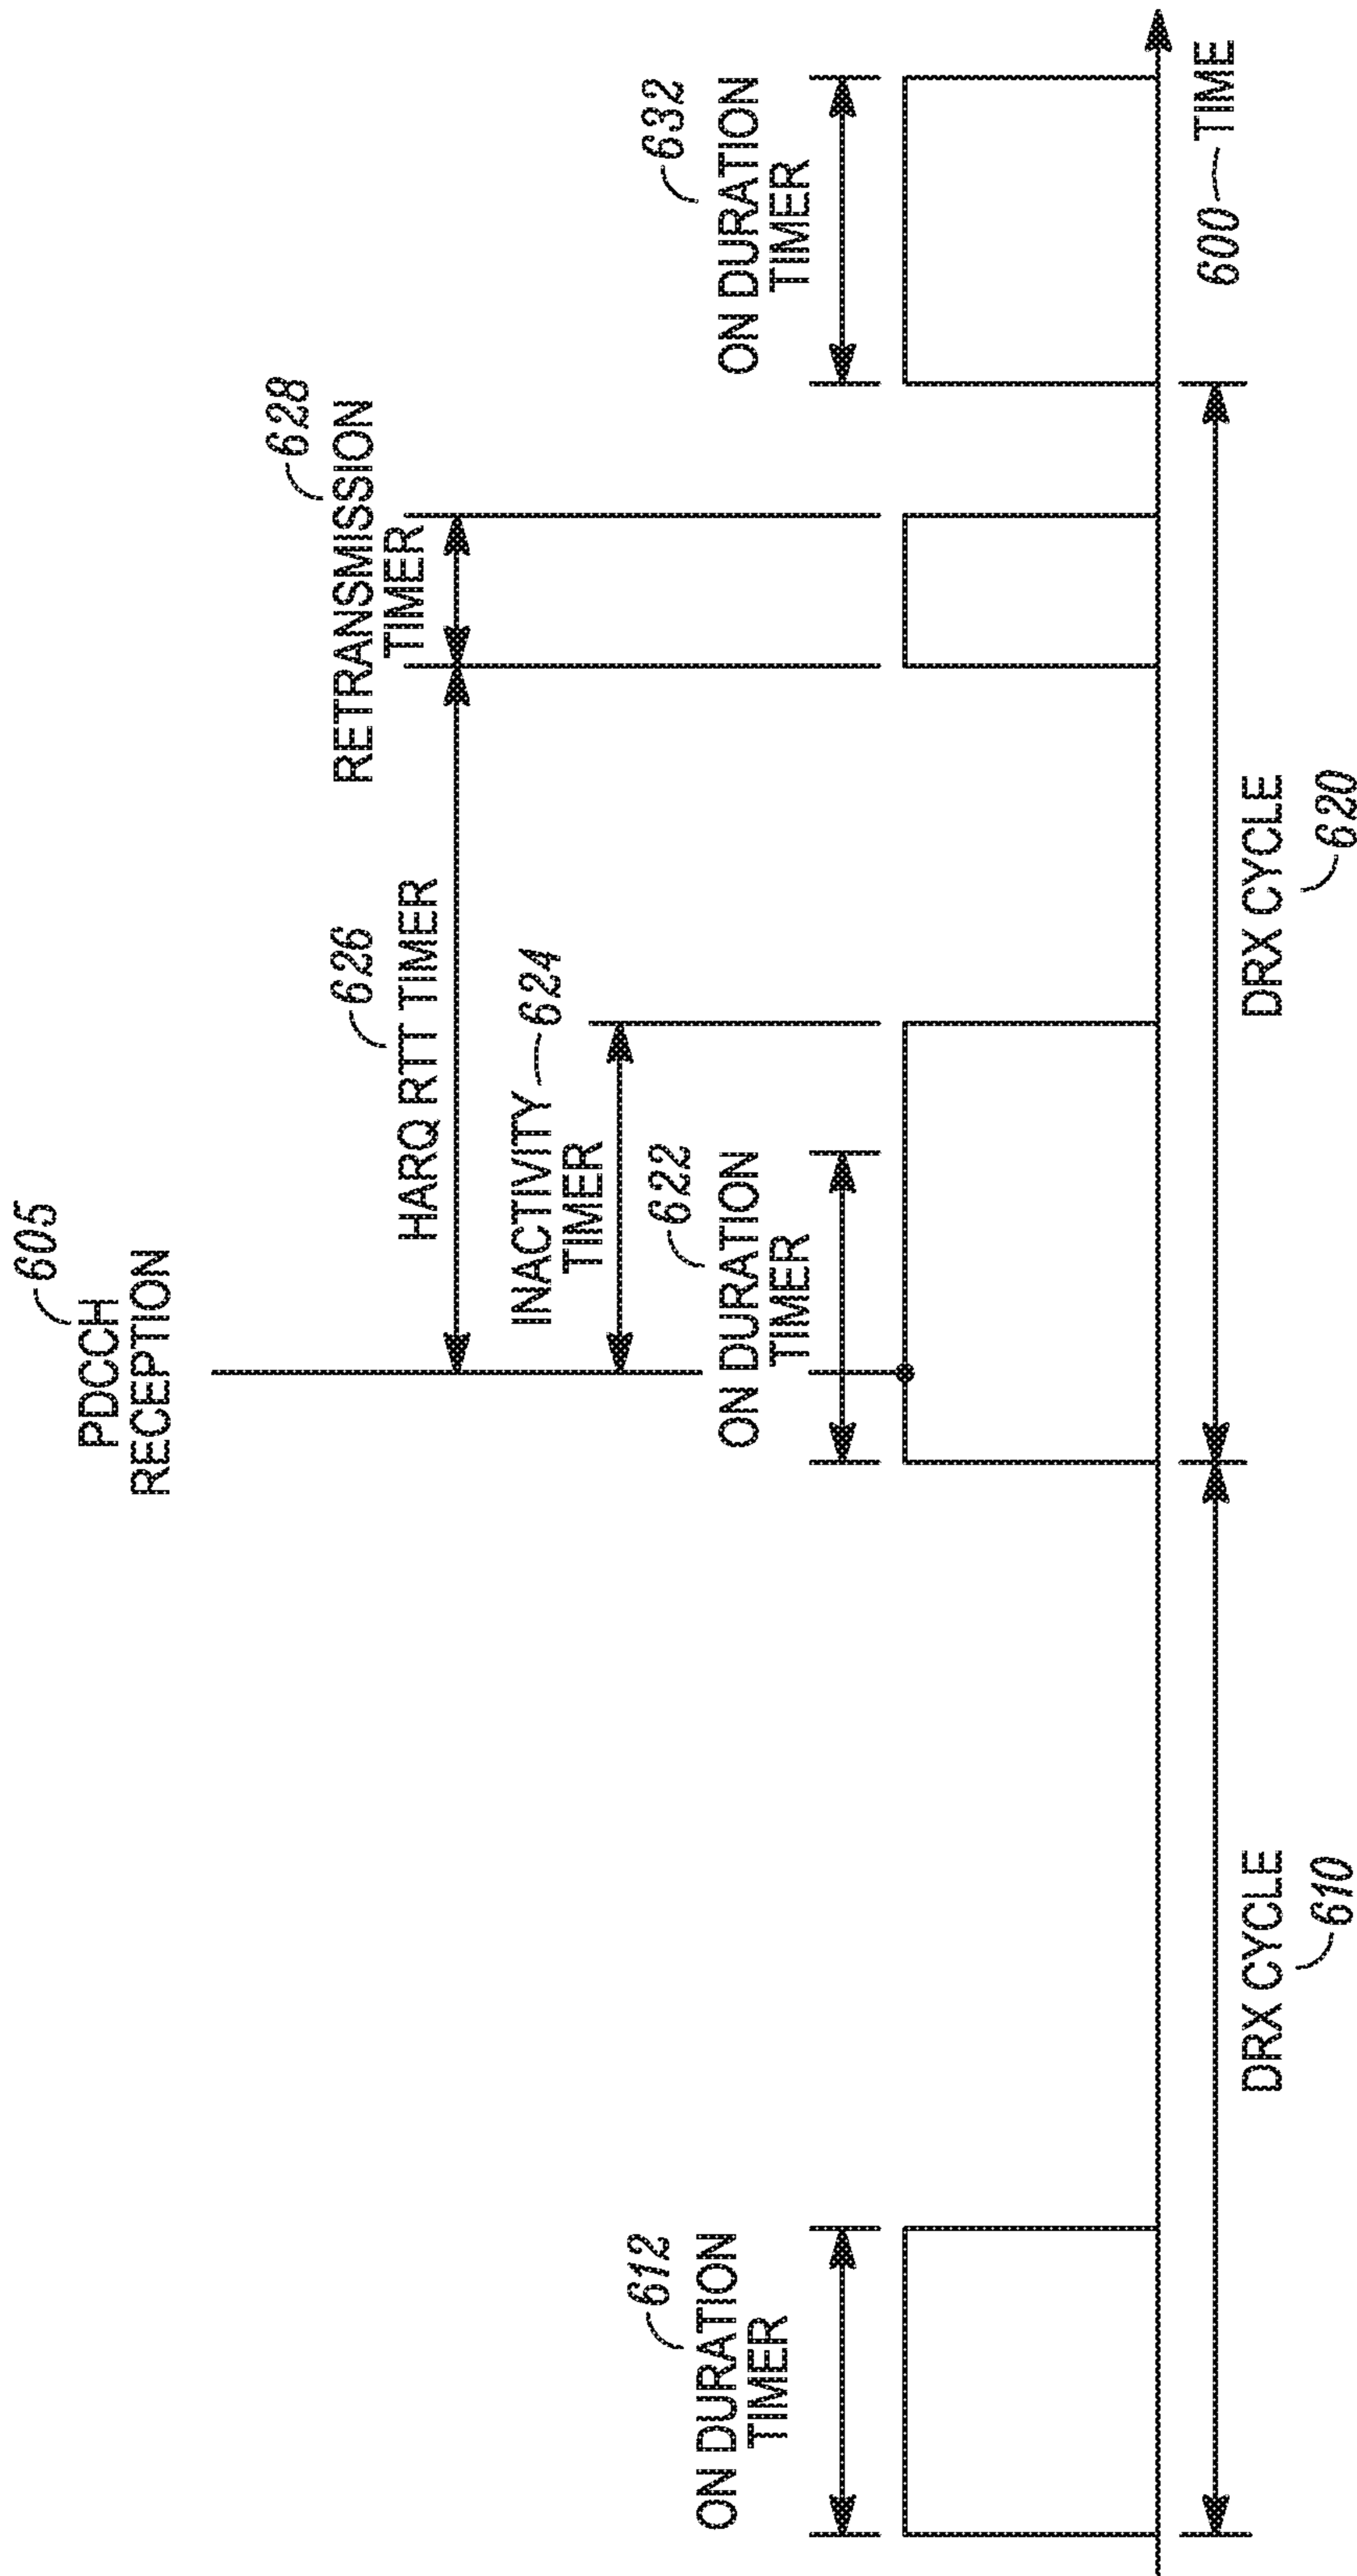 605
PDCCH
RECEPTION
626
HARQ RTT TIMER
628
RETRANSMISSION
TIMER
INACTIVITY 624
TIMER
612
ON DURATION
TIMER
622
ON DURATION
TIMER
632
ON DURATION
TIMER
600 TIME
DRX CYCLE
610
DRX CYCLE
620